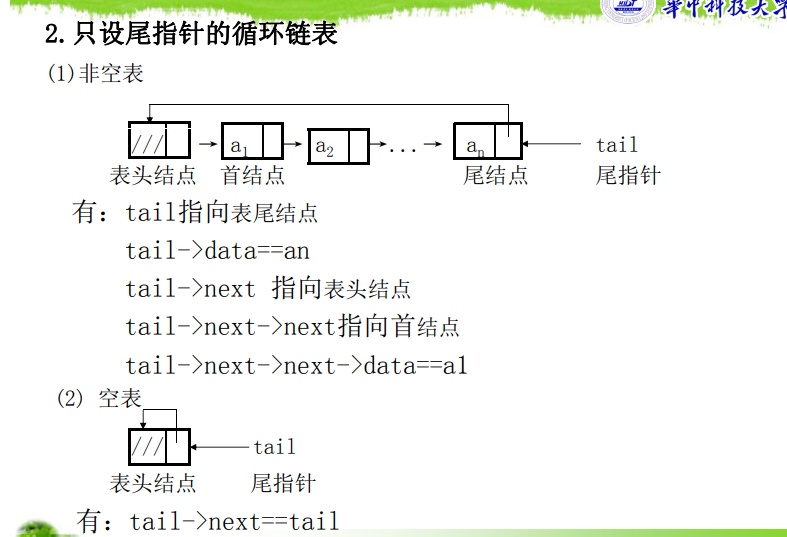 華中科技大学
2.只设尾指针的循环链表
(1)非空表
/// a1 a2 ... an tail
表头结点 首结点 尾结点 尾指针
有：tail指向表尾结点
tail->data==an
tail->next 指向表头结点
tail->next->next指向首结点
tail->next->next->data==a1
(2) 空表
/// tail
表头结点 尾指针
有：tail->next==tail